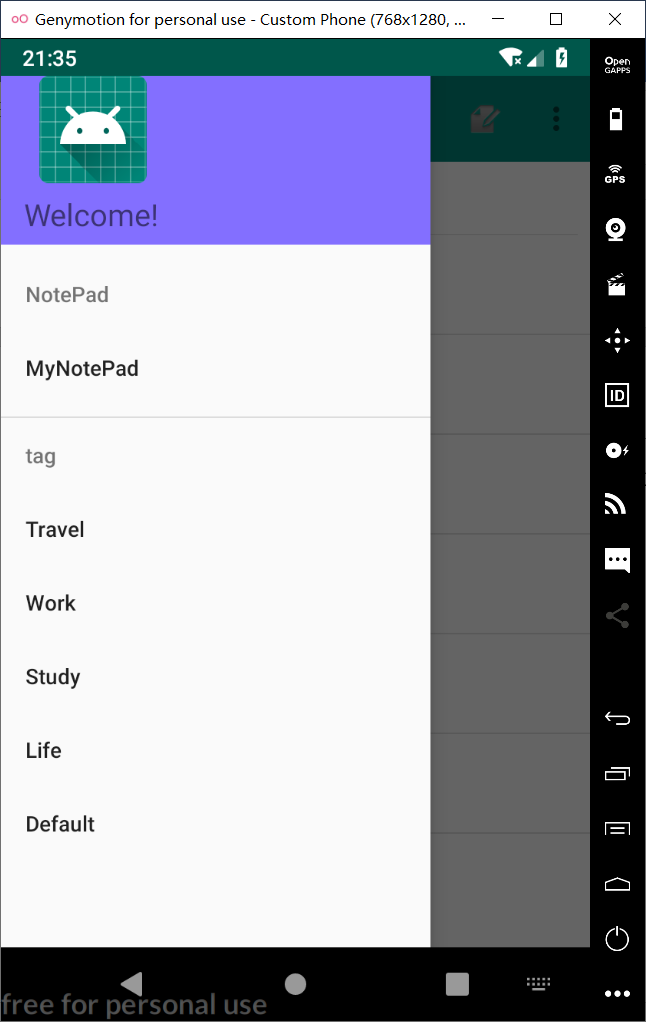 Genymotion for personal use - Custom Phone (768x1280, ...
21:35
Open
GAPPS
GPS
Welcome!
NotePad
MyNotePad
ID
tag
Travel
Work
Study
Life
Default
free for personal use